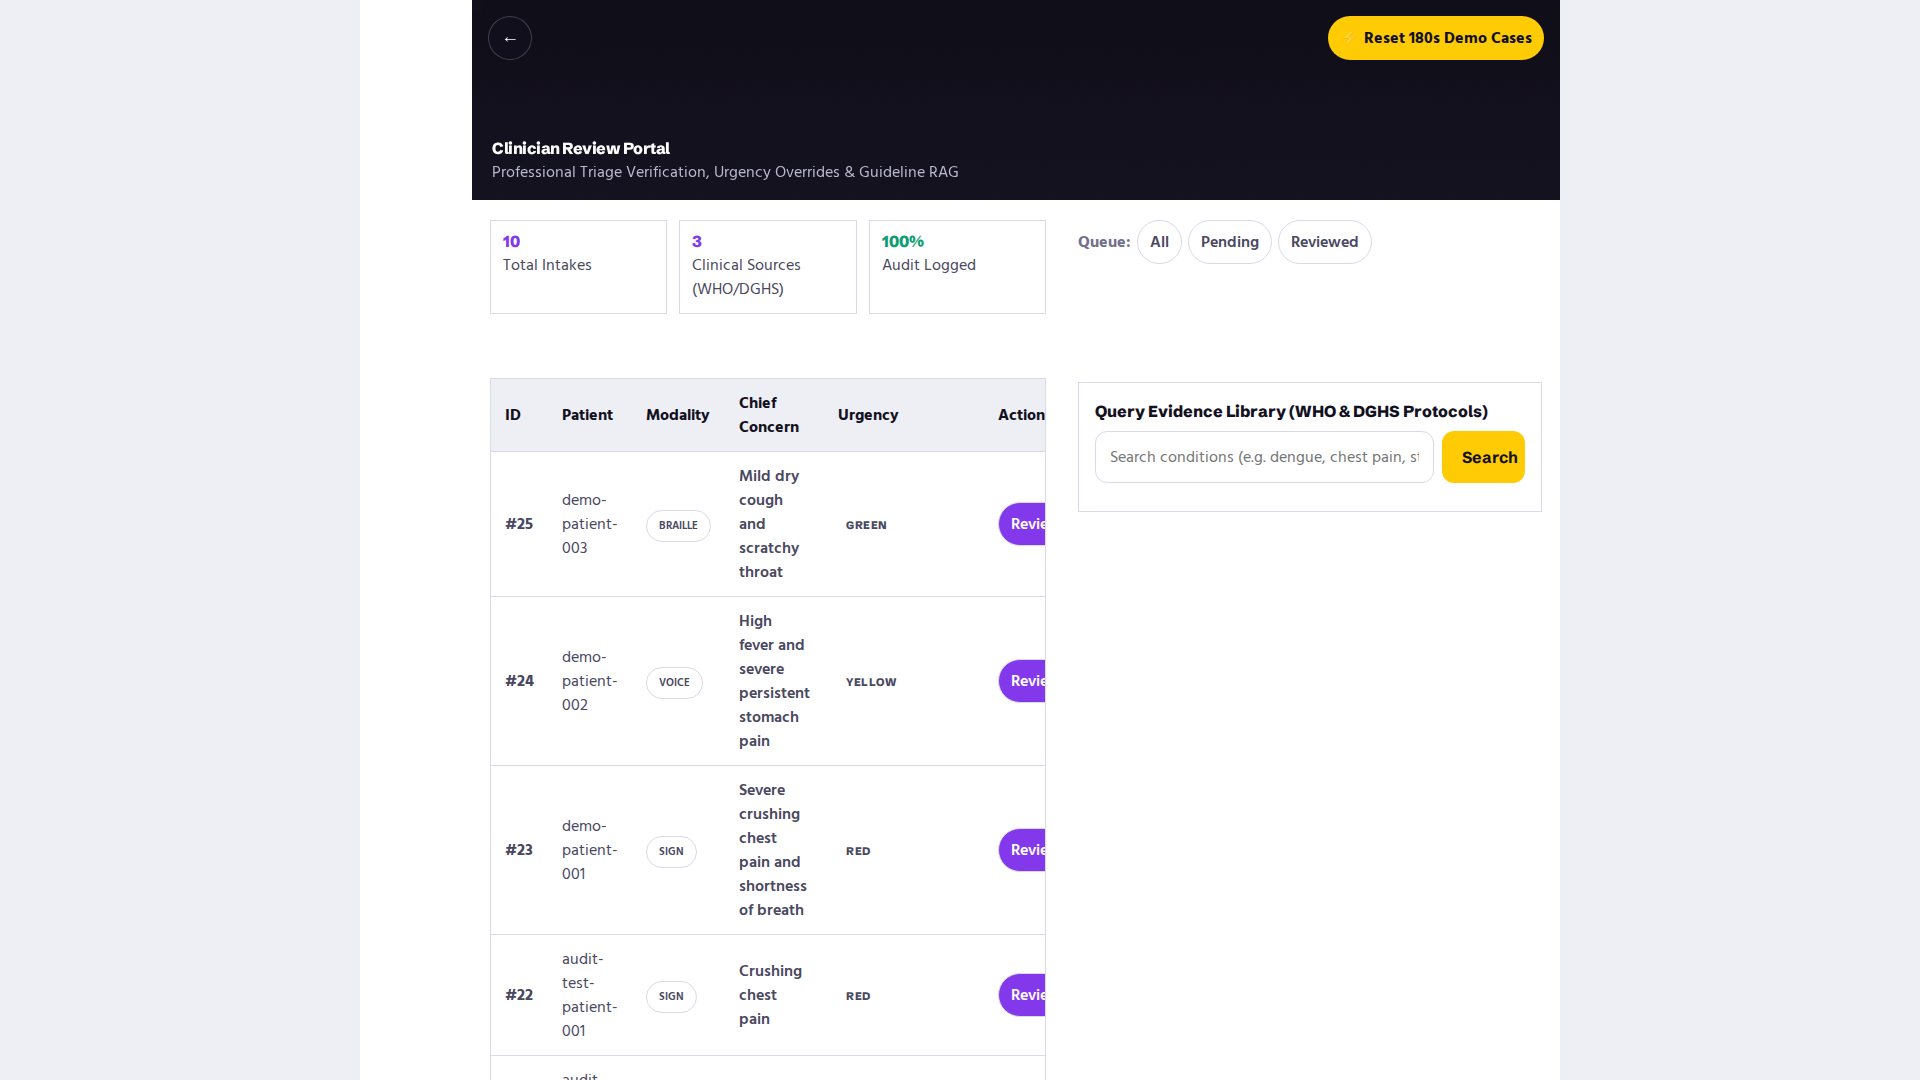 ←
⚡ Reset 180s Demo Cases
Clinician Review Portal
Professional Triage Verification, Urgency Overrides & Guideline RAG
10
Total Intakes
3
Clinical Sources
(WHO/DGHS)
100%
Audit Logged
Queue: All Pending Reviewed
ID Patient Modality Chief Concern Urgency Action
#25 demo-patient-003 BRAILLE Mild dry cough and scratchy throat GREEN Revie
#24 demo-patient-002 VOICE High fever and severe persistent stomach pain YELLOW Revie
#23 demo-patient-001 SIGN Severe crushing chest pain and shortness of breath RED Revie
#22 audit-test-patient-001 SIGN Crushing chest pain RED Revie
Query Evidence Library (WHO & DGHS Protocols)
Search conditions (e.g. dengue, chest pain, st
Search